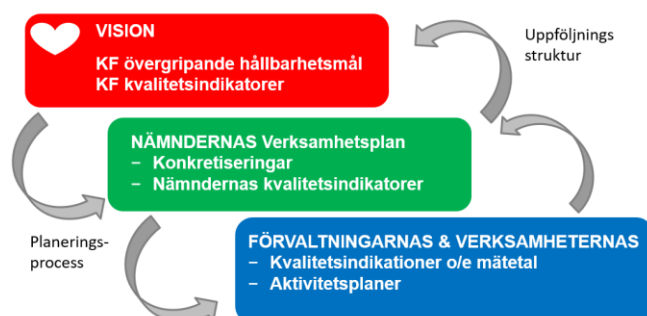 VISION
KF övergripande hållbarhetsmål
KF kvalitetsindikatorer
Uppföljnings
struktur
NÄMNDERNAS Verksamhetsplan
– Konkretiseringar
– Nämndernas kvalitetsindikatorer
Planerings-
process
FÖRVALTNINGARNAS & VERKSAMHETERNAS
– Kvalitetsindikationer o/e mätetal
– Aktivitetsplaner